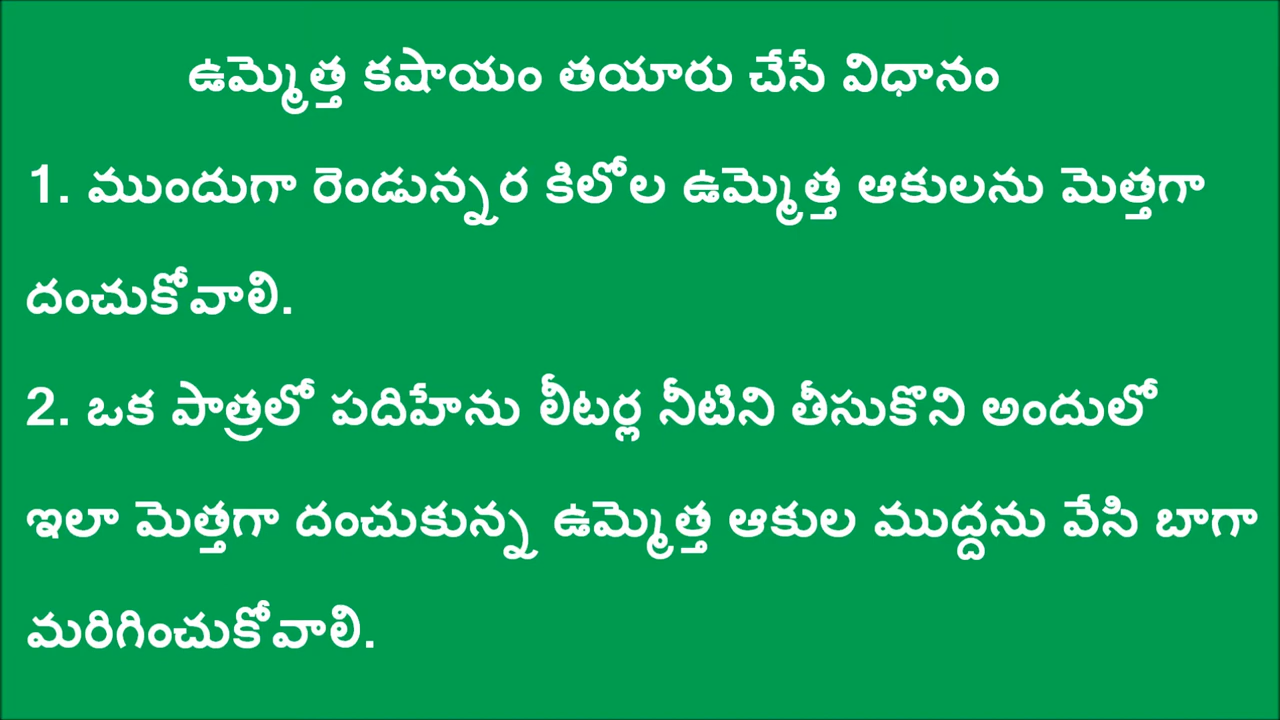 ఉమ్మెత్త కషాయం తయారు చేసే విధానం
1. ముందుగా రెండున్నర కిలోల ఉమ్మెత్త ఆకులను మెత్తగా
దంచుకోవాలి.
2. ఒక పాత్రలో పదిహేను లీటర్ల నీటిని తీసుకొని అందులో
ఇలా మెత్తగా దంచుకున్న ఉమ్మెత్త ఆకుల ముద్దను వేసి బాగా
మరిగించుకోవాలి.